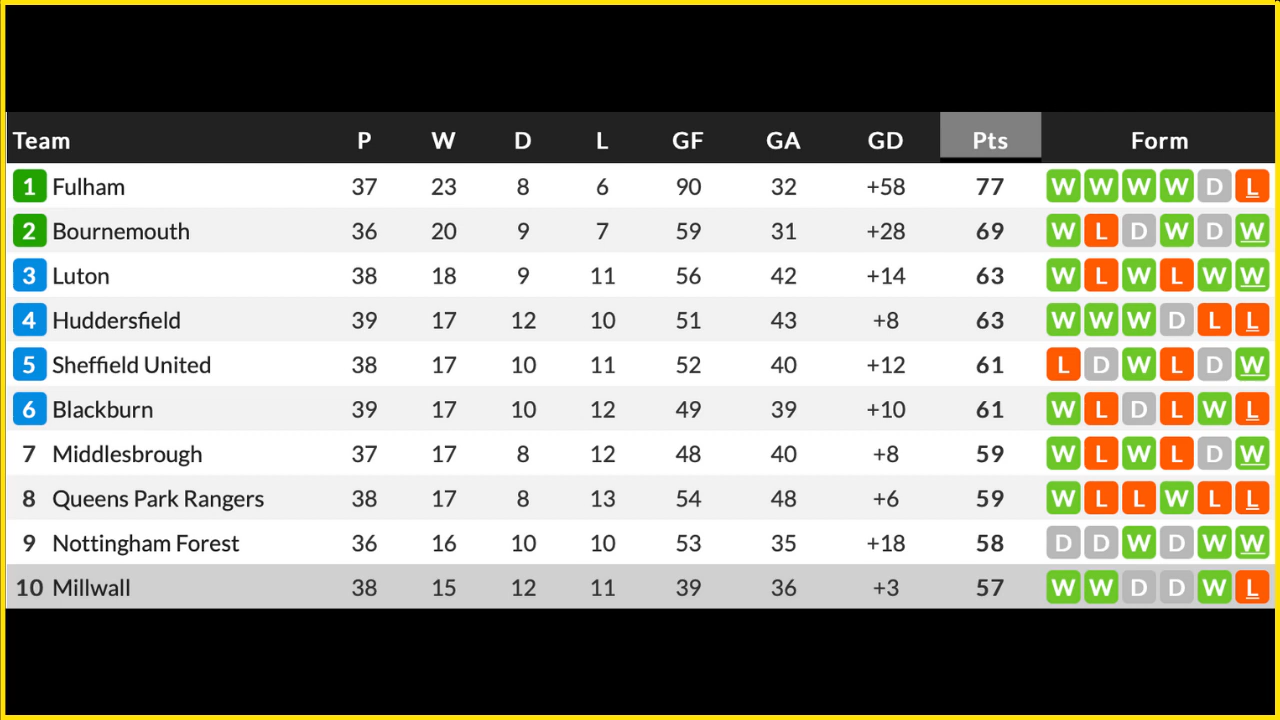 Team P W D L GF GA GD Pts Form
1 Fulham 37 23 8 6 90 32 +58 77 W W W W D L
2 Bournemouth 36 20 9 7 59 31 +28 69 W L D W D W
3 Luton 38 18 9 11 56 42 +14 63 W L W L W W
4 Huddersfield 39 17 12 10 51 43 +8 63 W W W D L L
5 Sheffield United 38 17 10 11 52 40 +12 61 L D W L D W
6 Blackburn 39 17 10 12 49 39 +10 61 W L D L W L
7 Middlesbrough 37 17 8 12 48 40 +8 59 W L W L D W
8 Queens Park Rangers 38 17 8 13 54 48 +6 59 W L L W L L
9 Nottingham Forest 36 16 10 10 53 35 +18 58 D D W D W W
10 Millwall 38 15 12 11 39 36 +3 57 W W D D W L